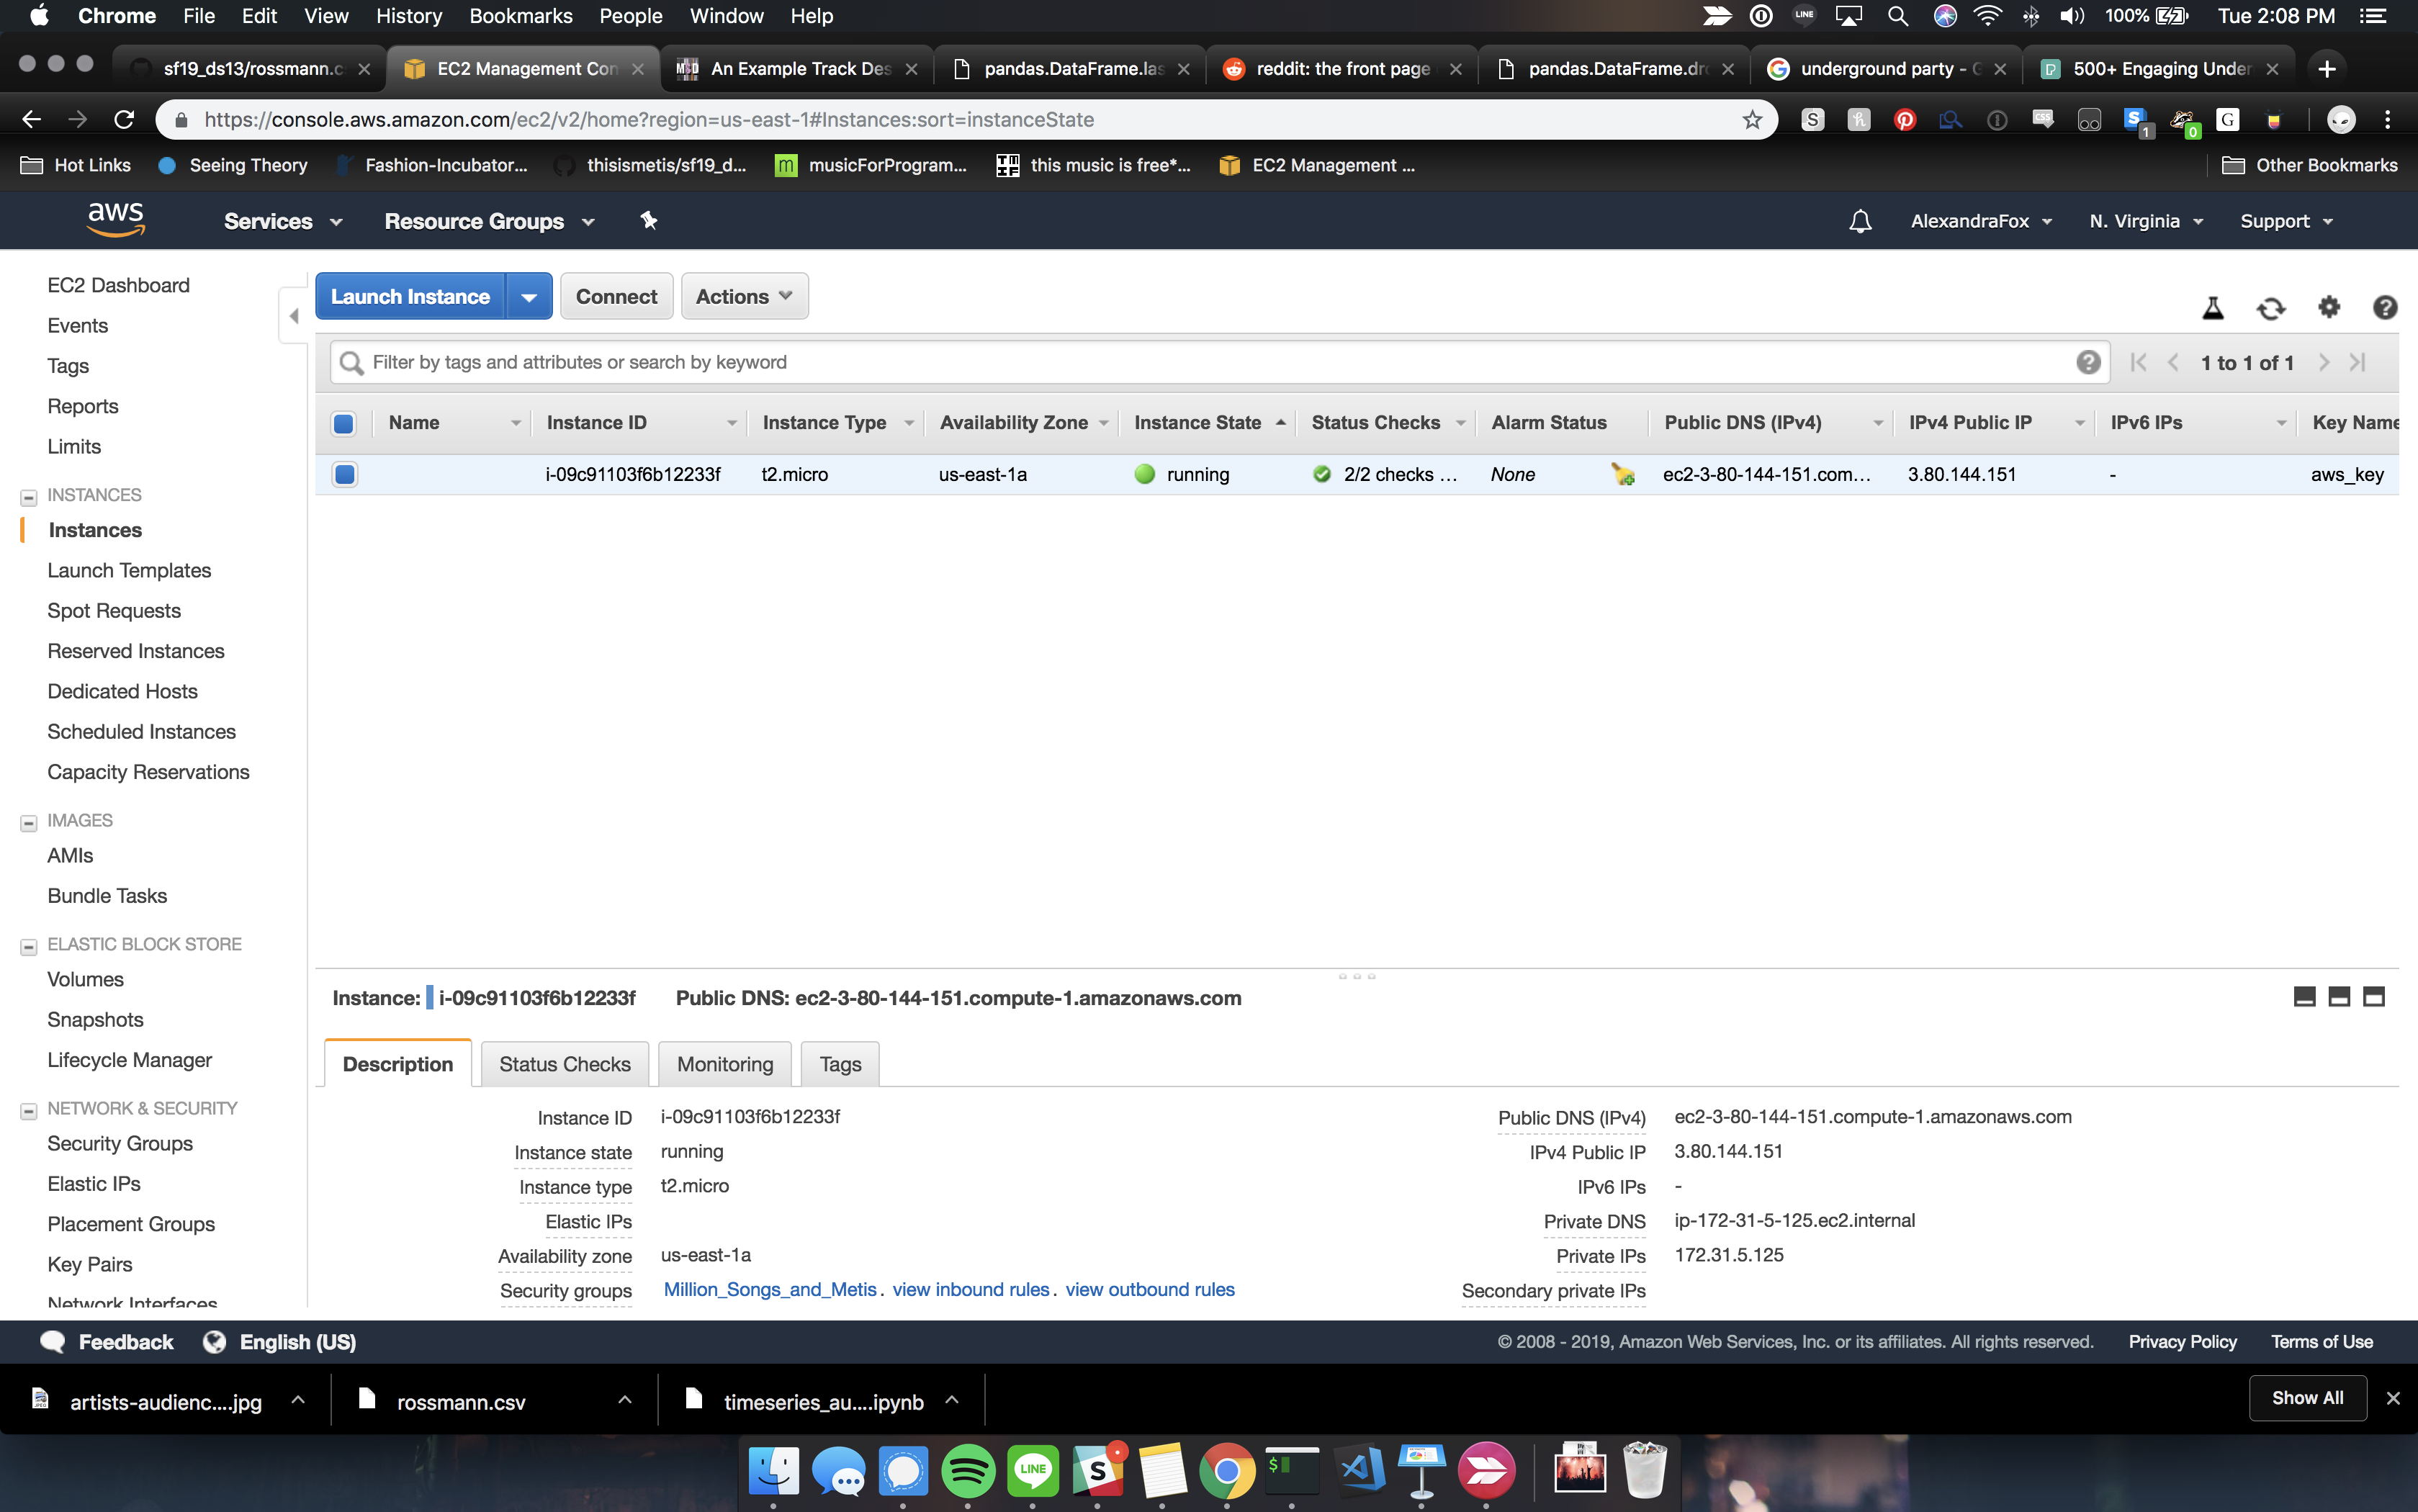 Chrome File Edit View History Bookmarks People Window Help LINE 100% Tue 2:08 PM
sf19_ds13/rossmann.c EC2 Management Con An Example Track Des pandas.DataFrame.las reddit: the front page pandas.DataFrame.dro underground party - G 500+ Engaging Under
https://console.aws.amazon.com/ec2/v2/home?region=us-east-1#Instances:sort=instanceState
Hot Links Seeing Theory Fashion-Incubator... thisismetis/sf19_d... musicForProgram... this music is free*... EC2 Management ... Other Bookmarks
aws Services Resource Groups AlexandraFox N. Virginia Support
EC2 Dashboard
Events
Tags
Reports
Limits
INSTANCES
Instances
Launch Templates
Spot Requests
Reserved Instances
Dedicated Hosts
Scheduled Instances
Capacity Reservations
IMAGES
AMIs
Bundle Tasks
ELASTIC BLOCK STORE
Volumes
Snapshots
Lifecycle Manager
NETWORK & SECURITY
Security Groups
Elastic IPs
Placement Groups
Key Pairs
Network Interfaces
Launch Instance Connect Actions
Filter by tags and attributes or search by keyword 1 to 1 of 1
Name Instance ID Instance Type Availability Zone Instance State Status Checks Alarm Status Public DNS (IPv4) IPv4 Public IP IPv6 IPs Key Name
i-09c91103f6b12233f t2.micro us-east-1a running 2/2 checks ... None ec2-3-80-144-151.com... 3.80.144.151 - aws_key
Instance: i-09c91103f6b12233f Public DNS: ec2-3-80-144-151.compute-1.amazonaws.com
Description Status Checks Monitoring Tags
Instance ID i-09c91103f6b12233f Public DNS (IPv4) ec2-3-80-144-151.compute-1.amazonaws.com
Instance state running IPv4 Public IP 3.80.144.151
Instance type t2.micro IPv6 IPs -
Elastic IPs Private DNS ip-172-31-5-125.ec2.internal
Availability zone us-east-1a Private IPs 172.31.5.125
Security groups Million_Songs_and_Metis. view inbound rules. view outbound rules Secondary private IPs
Feedback English (US) © 2008 - 2019, Amazon Web Services, Inc. or its affiliates. All rights reserved. Privacy Policy Terms of Use
artists-audienc....jpg rossmann.csv timeseries_au....ipynb Show All
LINE